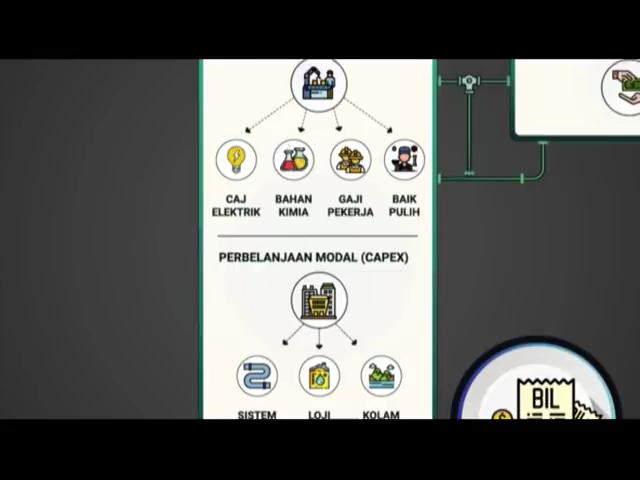 CAJ ELEKTRIK
BAHAN KIMIA
GAJI PEKERJA
BAIK PULIH
PERBELANJAAN MODAL (CAPEX)
SISTEM
LOJI
KOLAM
BIL